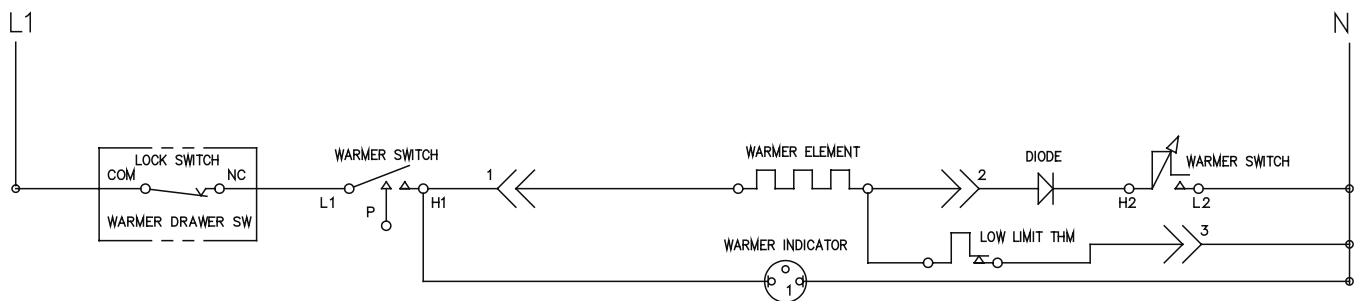 L1
N
LOCK SWITCH
COM
NC
WARMER DRAWER SW
WARMER SWITCH
L1
P
H1
1
WARMER ELEMENT
2
DIODE
WARMER SWITCH
H2
L2
WARMER INDICATOR
1
LOW LIMIT THM
3